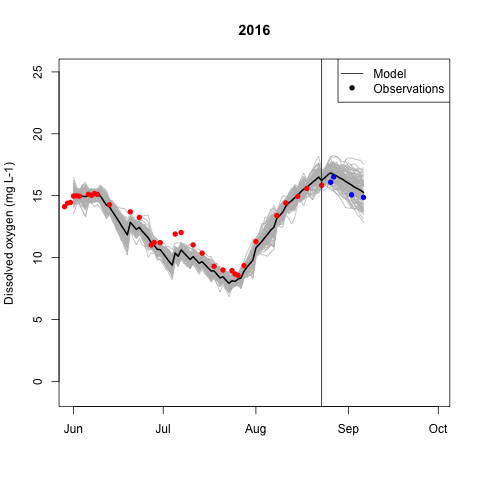 2016
Dissolved oxygen (mg L-1)
25
20
15
10
5
0
Model
Observations
Jun
Jul
Aug
Sep
Oct